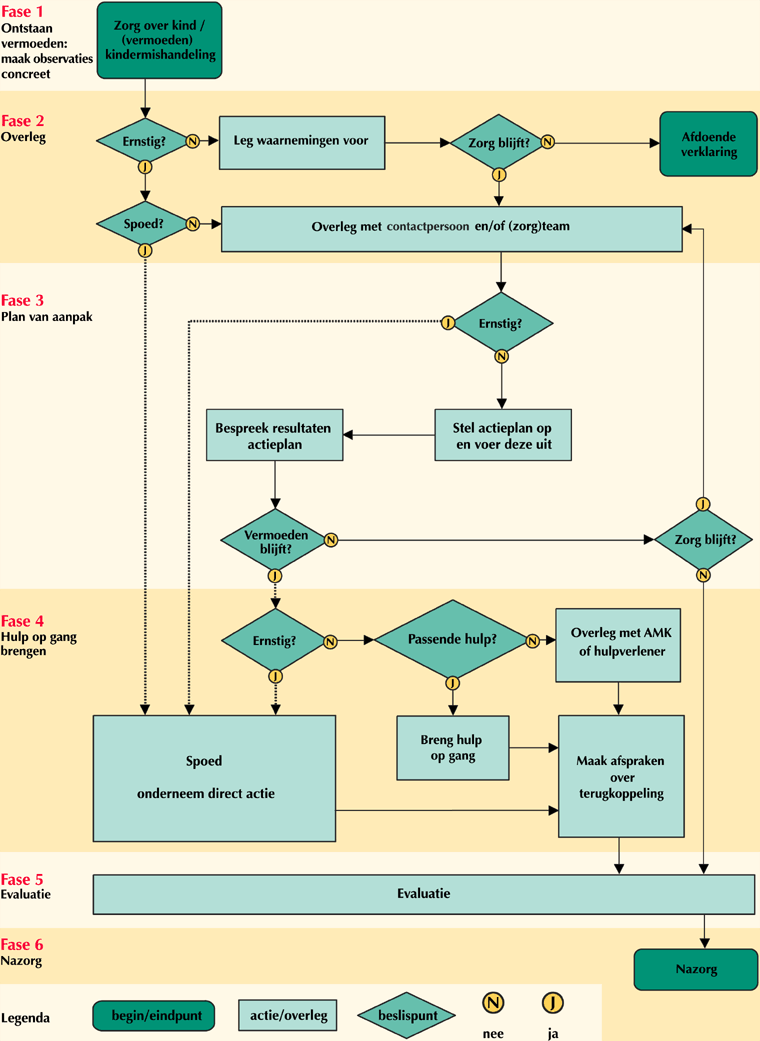 Fase 1
Ontstaan
vermoeden:
maak observaties
concreet
Zorg over kind /
(vermoeden)
kindermishandeling
Fase 2
Overleg
Ernstig?
N
J
Leg waarnemingen voor
Zorg blijft?
N
J
Afdoende
verklaring
Spoed?
N
J
Overleg met contactpersoon en/of (zorg)team
Fase 3
Plan van aanpak
J
Ernstig?
N
Bespreek resultaten
actieplan
Stel actieplan op
en voer deze uit
Vermoeden
blijft?
N
J
J
Zorg blijft?
N
Fase 4
Hulp op gang
brengen
Ernstig?
N
J
Passende hulp?
N
J
Overleg met AMK
of hulpverlener
Spoed
onderneem direct actie
Breng hulp
op gang
Maak afspraken
over
terugkoppeling
Fase 5
Evaluatie
Evaluatie
Fase 6
Nazorg
Nazorg
Legenda
begin/eindpunt
actie/overleg
beslispunt
N
nee
J
ja